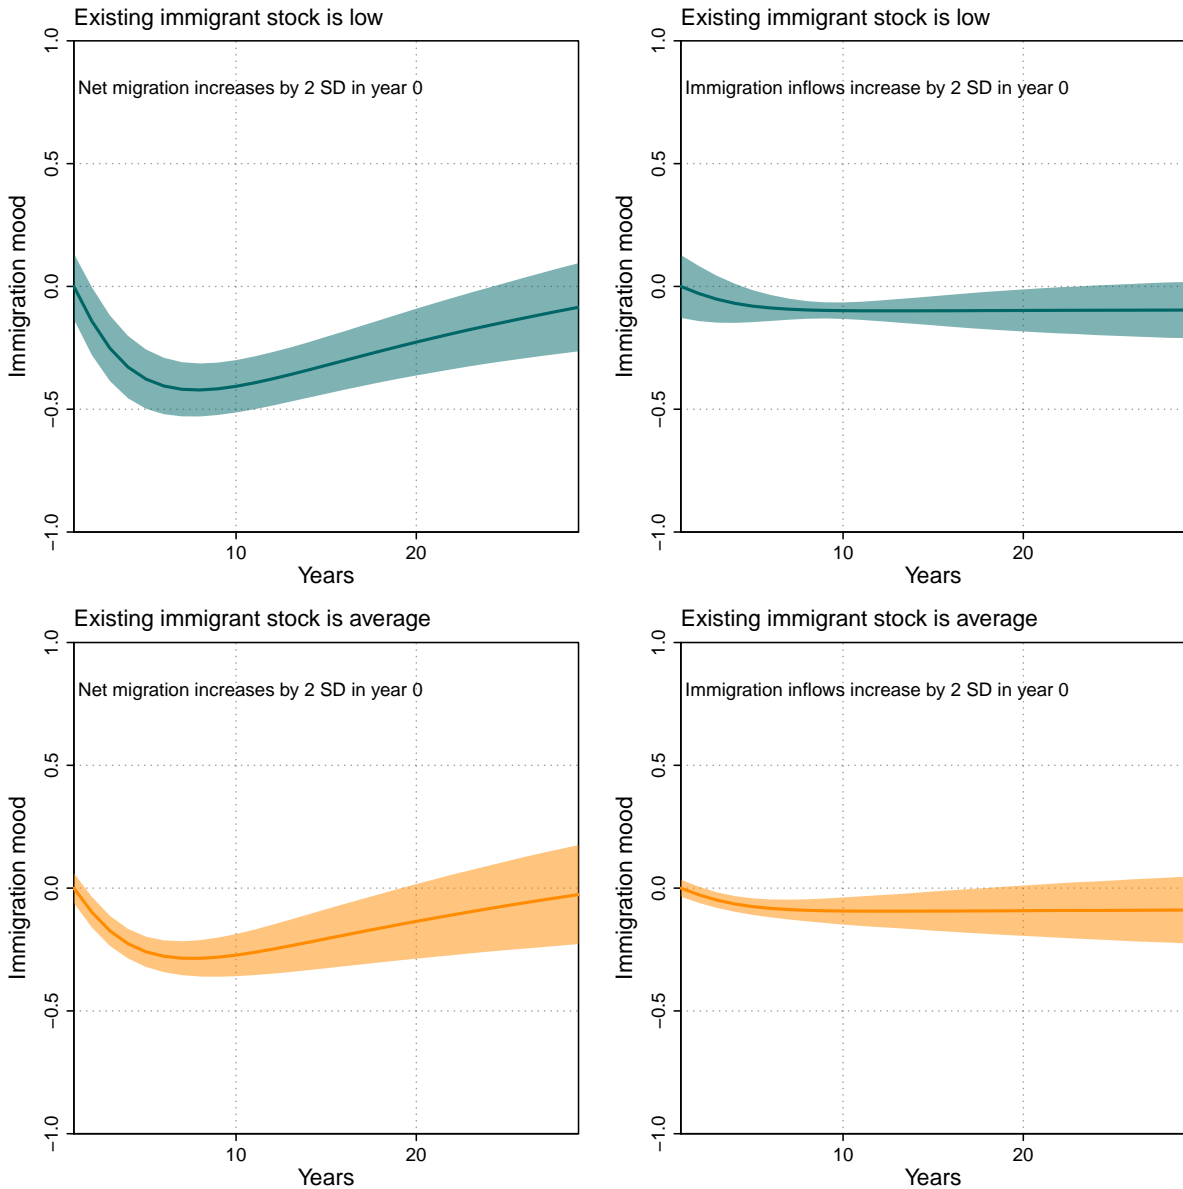 Existing immigrant stock is low
Net migration increases by 2 SD in year 0
Immigration mood
1.0
0.5
0.0
−0.5
−1.0
10
20
Years
Existing immigrant stock is low
Immigration inflows increase by 2 SD in year 0
Immigration mood
1.0
0.5
0.0
−0.5
−1.0
10
20
Years
Existing immigrant stock is average
Net migration increases by 2 SD in year 0
Immigration mood
1.0
0.5
0.0
−0.5
−1.0
10
20
Years
Existing immigrant stock is average
Immigration inflows increase by 2 SD in year 0
Immigration mood
1.0
0.5
0.0
−0.5
−1.0
10
20
Years